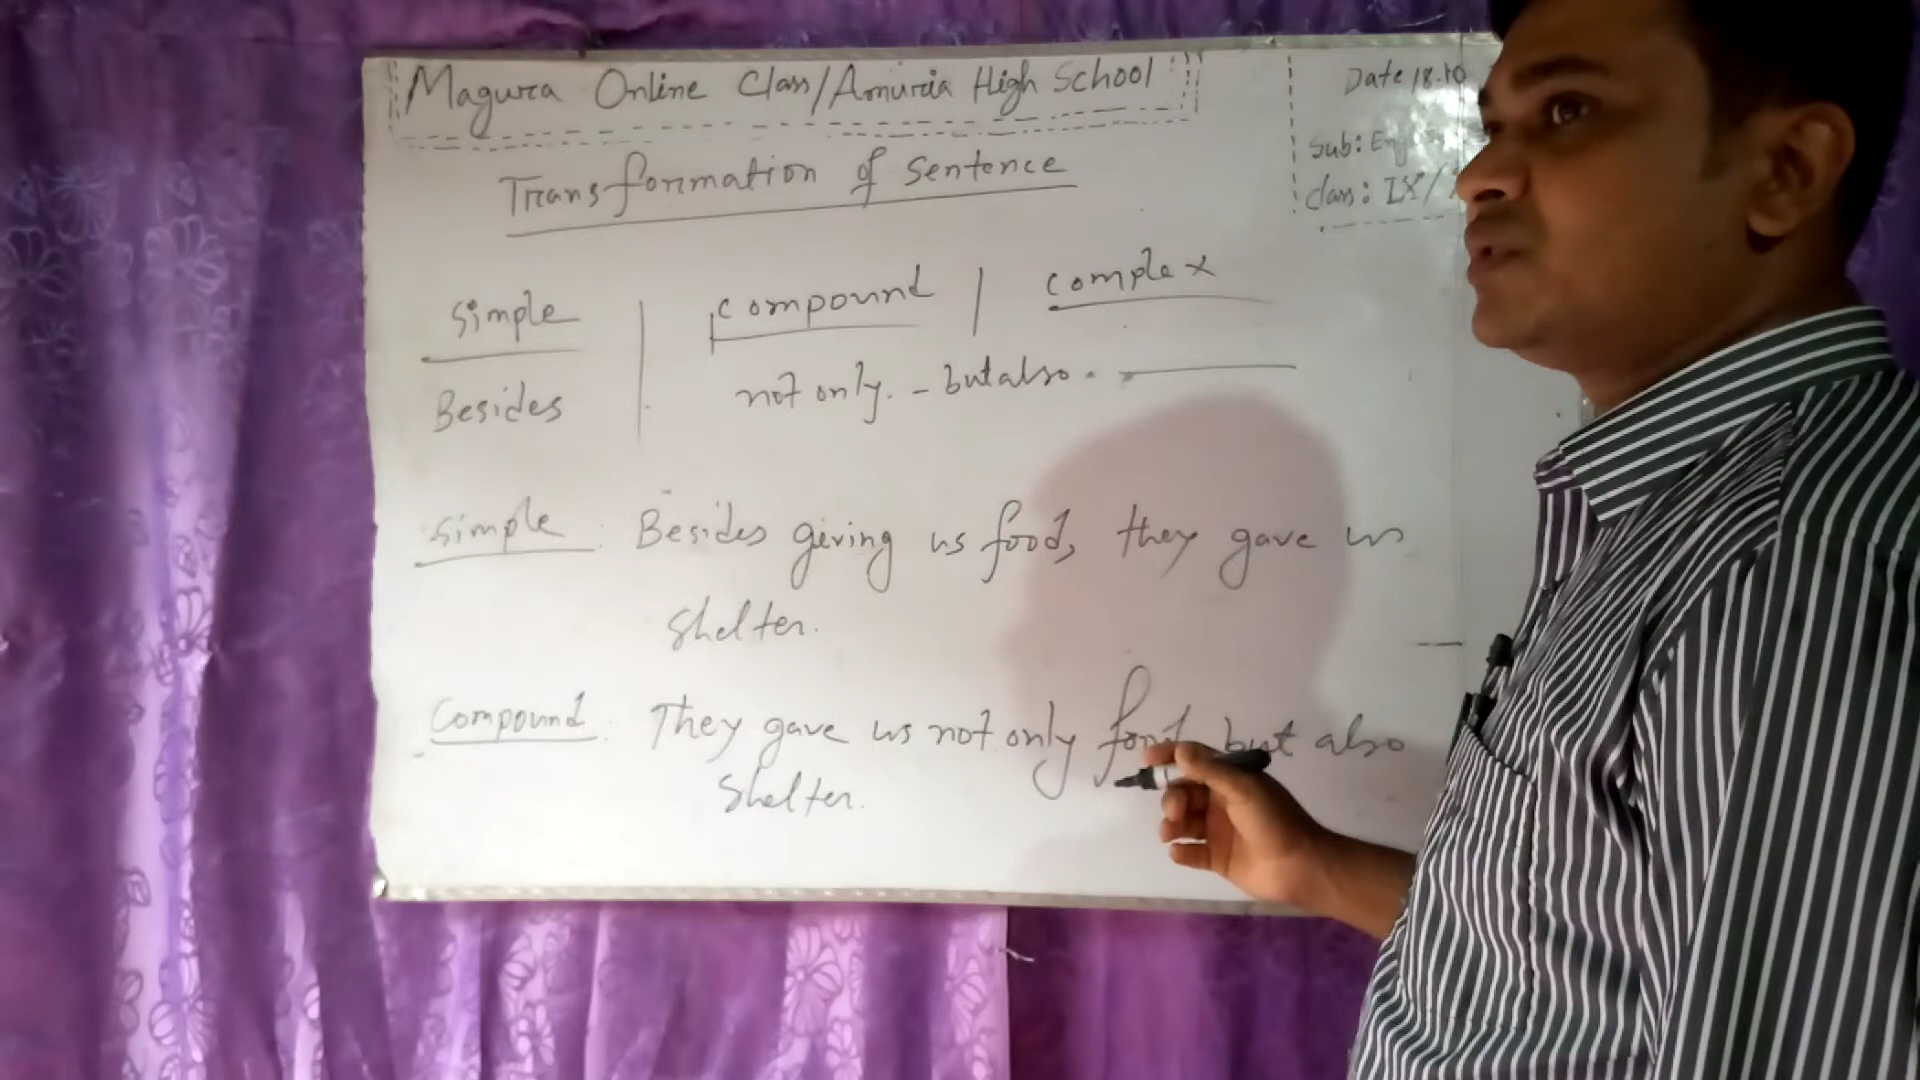 Magura Online Class/Amuria High School
Date 18.10
Sub: Eng
Class: IX/
Transformation of Sentence
Simple | Compound | Complex
Besides not only. - but also.
Simple: Besides giving us food, they gave us
Shelter.
Compound: They gave us not only food but also
Shelter.